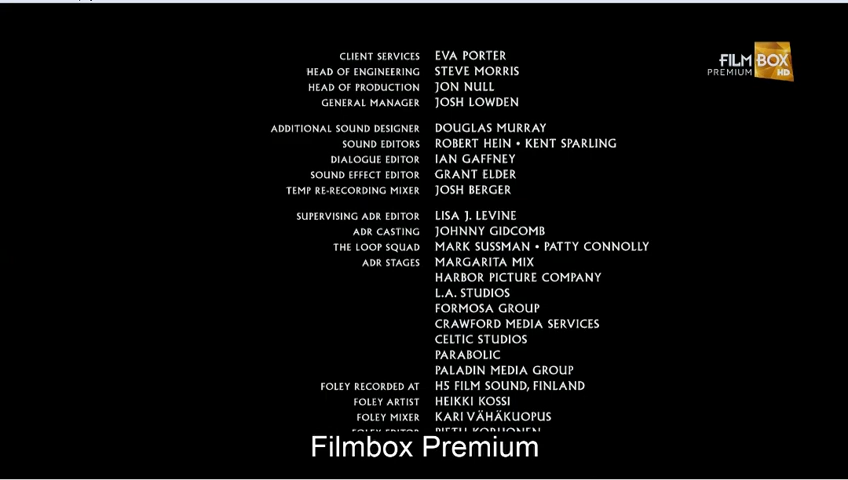 CLIENT SERVICES EVA PORTER
HEAD OF ENGINEERING STEVE MORRIS
HEAD OF PRODUCTION JON NULL
GENERAL MANAGER JOSH LOWDEN
FILMBOX
PREMIUM HD
ADDITIONAL SOUND DESIGNER DOUGLAS MURRAY
SOUND EDITORS ROBERT HEIN • KENT SPARLING
DIALOGUE EDITOR IAN GAFFNEY
SOUND EFFECT EDITOR GRANT ELDER
TEMP RE-RECORDING MIXER JOSH BERGER
SUPERVISING ADR EDITOR LISA J. LEVINE
ADR CASTING JOHNNY GIDCOMB
THE LOOP SQUAD MARK SUSSMAN • PATTY CONNOLLY
ADR STAGES MARGARITA MIX
HARBOR PICTURE COMPANY
L.A. STUDIOS
FORMOSA GROUP
CRAWFORD MEDIA SERVICES
CELTIC STUDIOS
PARABOLIC
PALADIN MEDIA GROUP
FOLEY RECORDED AT H5 FILM SOUND, FINLAND
FOLEY ARTIST HEIKKI KOSSI
FOLEY MIXER KARI VÄHÄKUOPUS
FOLEY EDITOR PIETU KORHONEN
Filmbox Premium